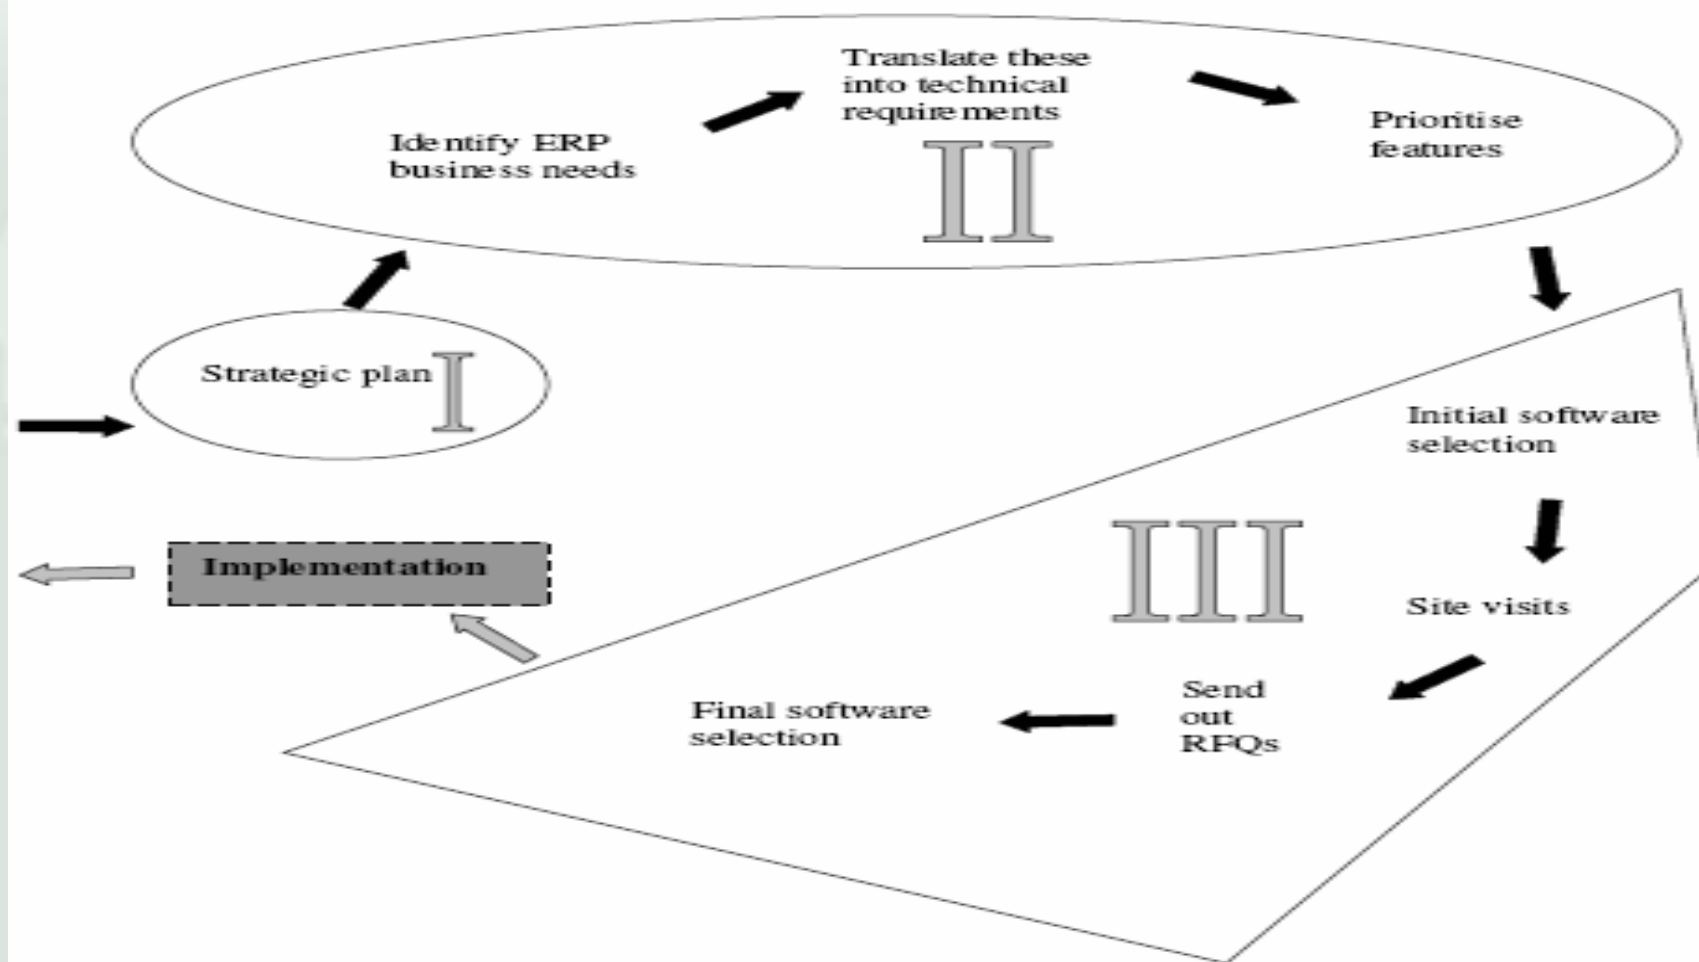 Strategic plan
I
Identify ERP
business needs
Translate these
into technical
requirements
II
Prioritise
features
Initial software
selection
III
Site visits
Send
out
RFQs
Final software
selection
Implementation